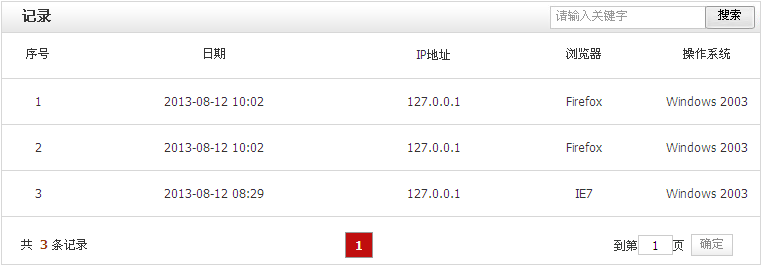 记录 请输入关键字 搜索
序号 日期 IP地址 浏览器 操作系统
1 2013-08-12 10:02 127.0.0.1 Firefox Windows 2003
2 2013-08-12 10:02 127.0.0.1 Firefox Windows 2003
3 2013-08-12 08:29 127.0.0.1 IE7 Windows 2003
共 3 条记录 1 到第 1 页 确定